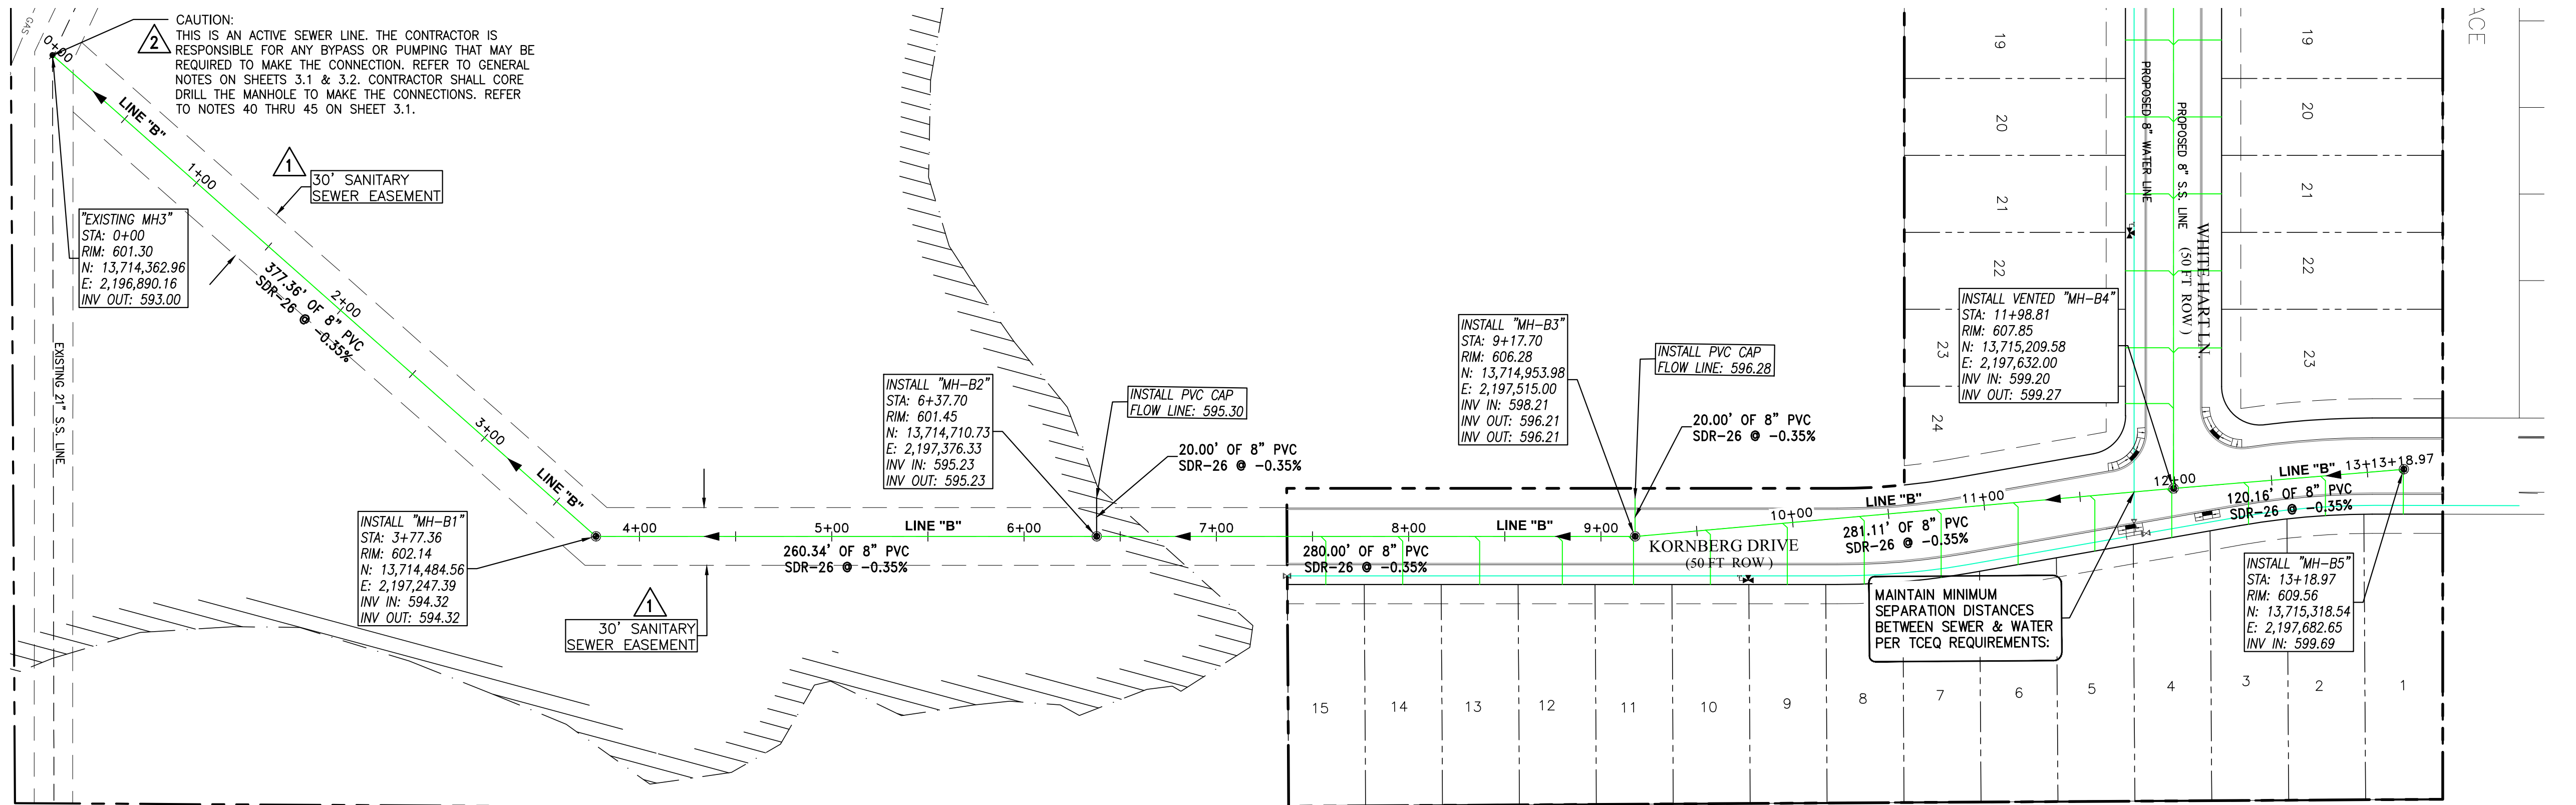 GAS
0+00
CAUTION:
THIS IS AN ACTIVE SEWER LINE. THE CONTRACTOR IS
RESPONSIBLE FOR ANY BYPASS OR PUMPING THAT MAY BE
REQUIRED TO MAKE THE CONNECTION. REFER TO GENERAL
NOTES ON SHEETS 3.1 & 3.2. CONTRACTOR SHALL CORE
DRILL THE MANHOLE TO MAKE THE CONNECTIONS. REFER
TO NOTES 40 THRU 45 ON SHEET 3.1.
2
LINE "B"
1+00
1
30' SANITARY
SEWER EASEMENT
"EXISTING MH3"
STA: 0+00
RIM: 601.30
N: 13,714,362.96
E: 2,196,890.16
INV OUT: 593.00
377.36' OF 8" PVC
SDR-26 @ -0.35%
2+00
EXISTING 21" S.S. LINE
3+00
LINE "B"
INSTALL "MH-B1"
STA: 3+77.36
RIM: 602.14
N: 13,714,484.56
E: 2,197,247.39
INV IN: 594.32
INV OUT: 594.32
4+00
5+00
LINE "B"
6+00
260.34' OF 8" PVC
SDR-26 @ -0.35%
1
30' SANITARY
SEWER EASEMENT
INSTALL "MH-B2"
STA: 6+37.70
RIM: 601.45
N: 13,714,710.73
E: 2,197,376.33
INV IN: 595.23
INV OUT: 595.23
INSTALL PVC CAP
FLOW LINE: 595.30
20.00' OF 8" PVC
SDR-26 @ -0.35%
7+00
8+00
LINE "B"
9+00
280.00' OF 8" PVC
SDR-26 @ -0.35%
INSTALL "MH-B3"
STA: 9+17.70
RIM: 606.28
N: 13,714,953.98
E: 2,197,515.00
INV IN: 598.21
INV OUT: 596.21
INV OUT: 596.21
INSTALL PVC CAP
FLOW LINE: 596.28
20.00' OF 8" PVC
SDR-26 @ -0.35%
KORNBERG DRIVE
(50 FT ROW )
10+00
LINE "B"
11+00
281.11' OF 8" PVC
SDR-26 @ -0.35%
INSTALL VENTED "MH-B4"
STA: 11+98.81
RIM: 607.85
N: 13,715,209.58
E: 2,197,632.00
INV IN: 599.20
INV OUT: 599.27
12+00
LINE "B"
13+13+18.97
120.16' OF 8" PVC
SDR-26 @ -0.35%
MAINTAIN MINIMUM
SEPARATION DISTANCES
BETWEEN SEWER & WATER
PER TCEQ REQUIREMENTS:
INSTALL "MH-B5"
STA: 13+18.97
RIM: 609.56
N: 13,715,318.54
E: 2,197,682.65
INV IN: 599.69
PROPOSED 8" WATER LINE
PROPOSED 8" S.S. LINE
WHITE HART LN.
(50 FT ROW )
19
20
21
22
23
24
19
20
21
22
23
ACE
15
14
13
12
11
10
9
8
7
6
5
4
3
2
1